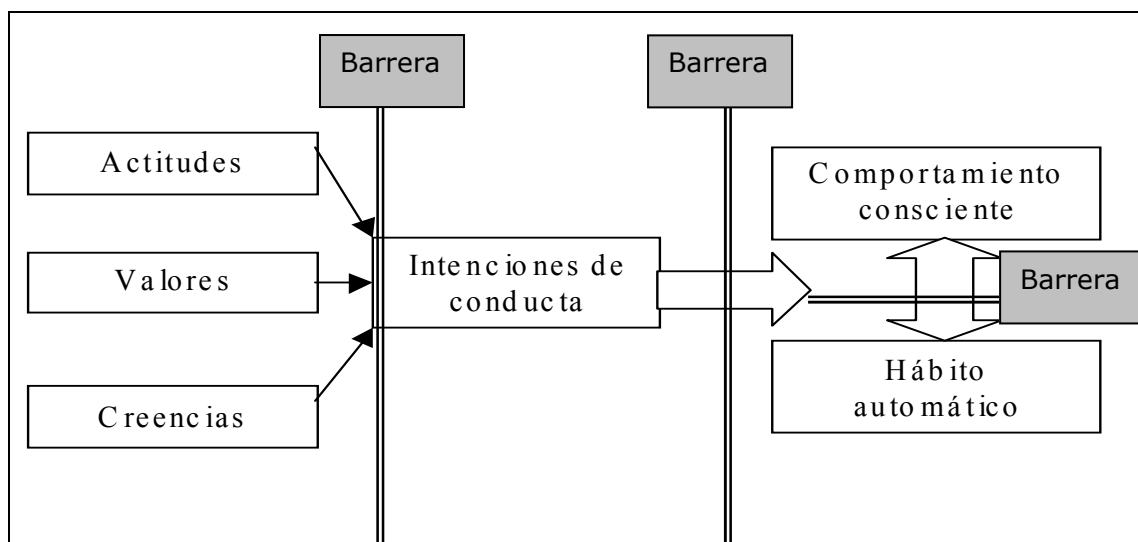 Barrera
Barrera
Actitudes
Valores
Creencias
Intenciones de
conducta
Comportamiento
consciente
Barrera
Hábito
automático